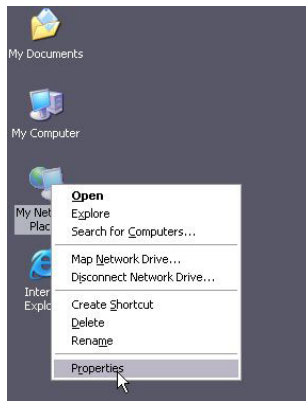 My Documents
My Computer
My Net
Plac
Inter
Explo
Open
Explore
Search for Computers...
Map Network Drive...
Disconnect Network Drive...
Create Shortcut
Delete
Rename
Properties